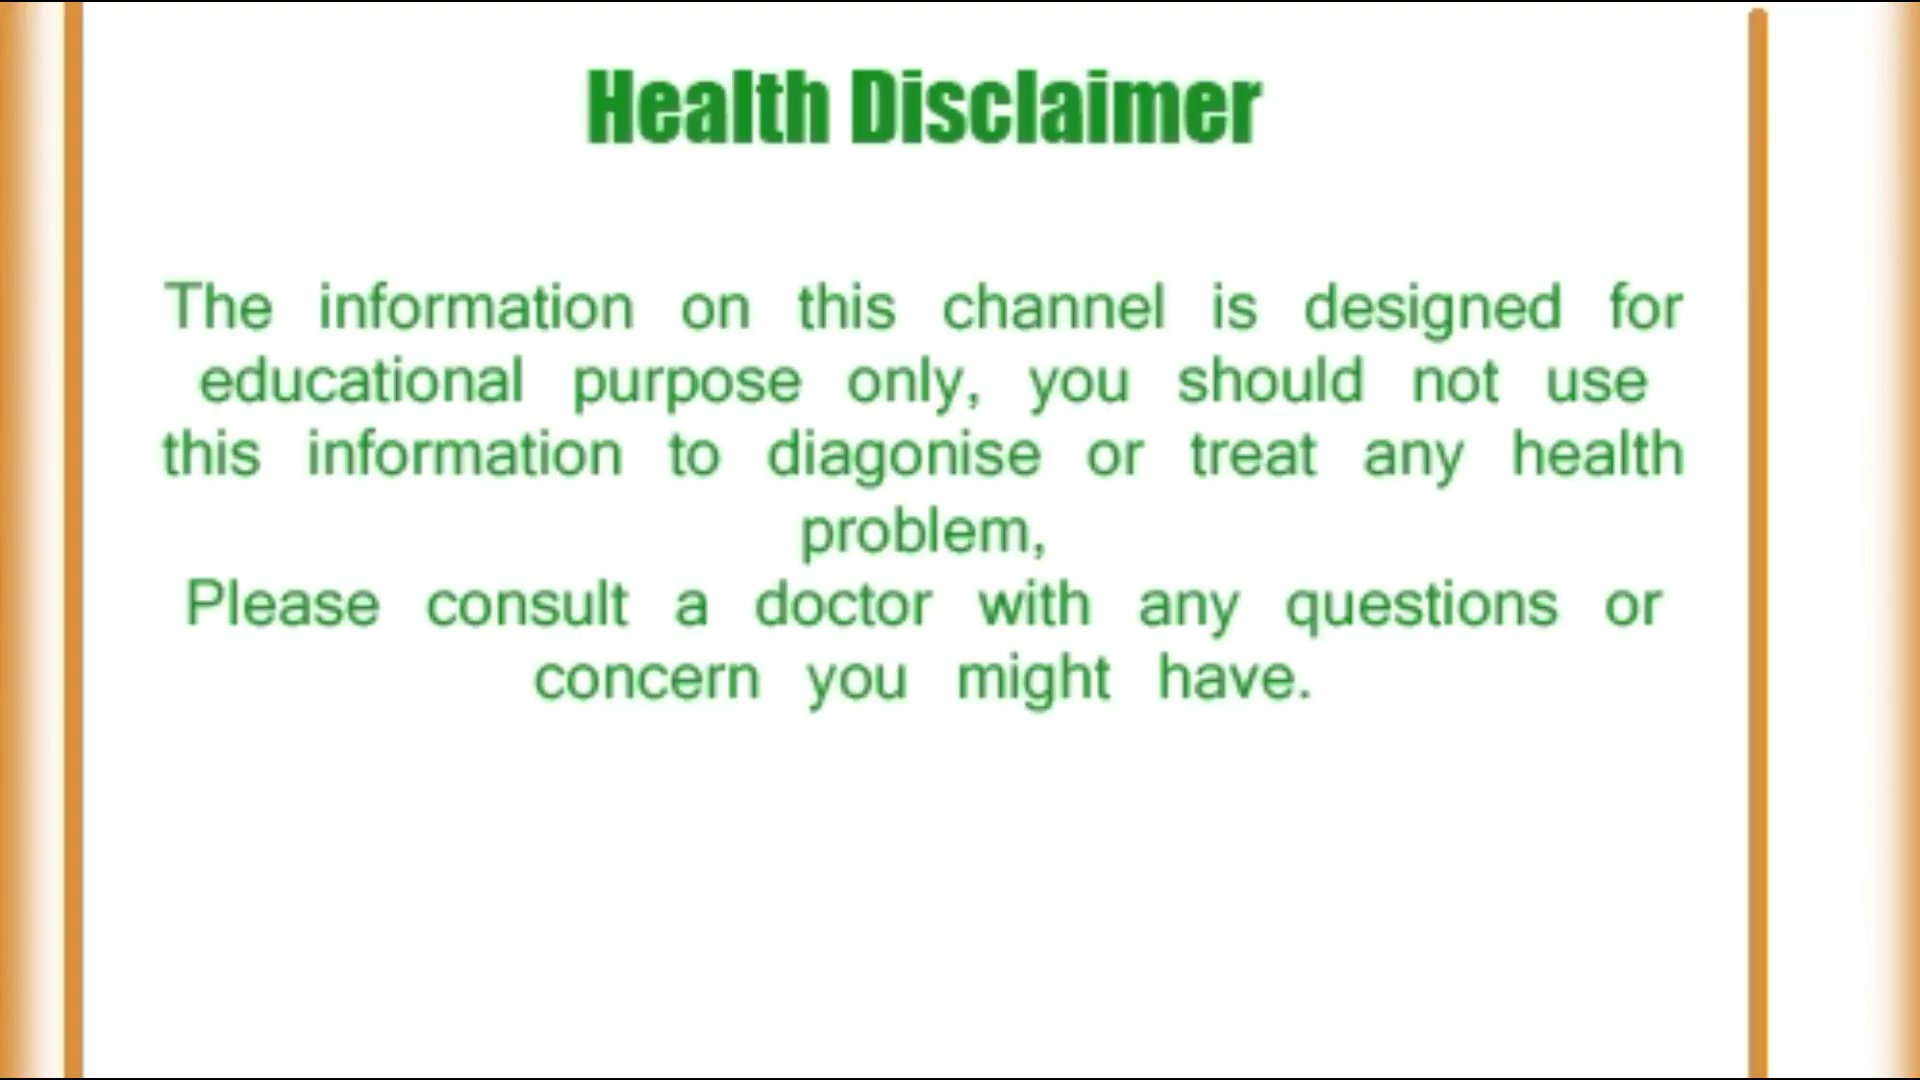 Health Disclaimer
The information on this channel is designed for
educational purpose only, you should not use
this information to diagonise or treat any health
problem,
Please consult a doctor with any questions or
concern you might have.